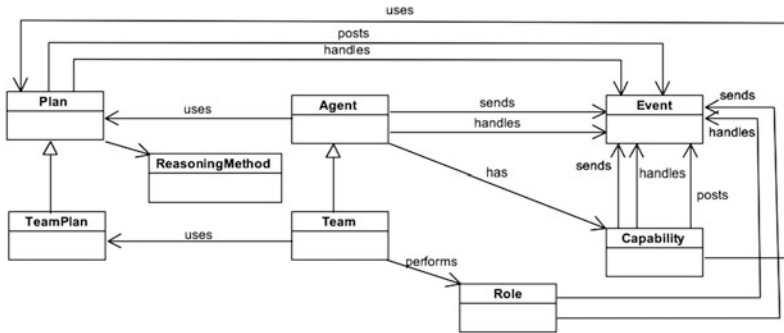 uses
posts
handles
Plan
Agent
Event
uses
sends
handles
sends
handles
ReasoningMethod
has
sends
handles
posts
TeamPlan
Team
Capability
uses
performs
Role